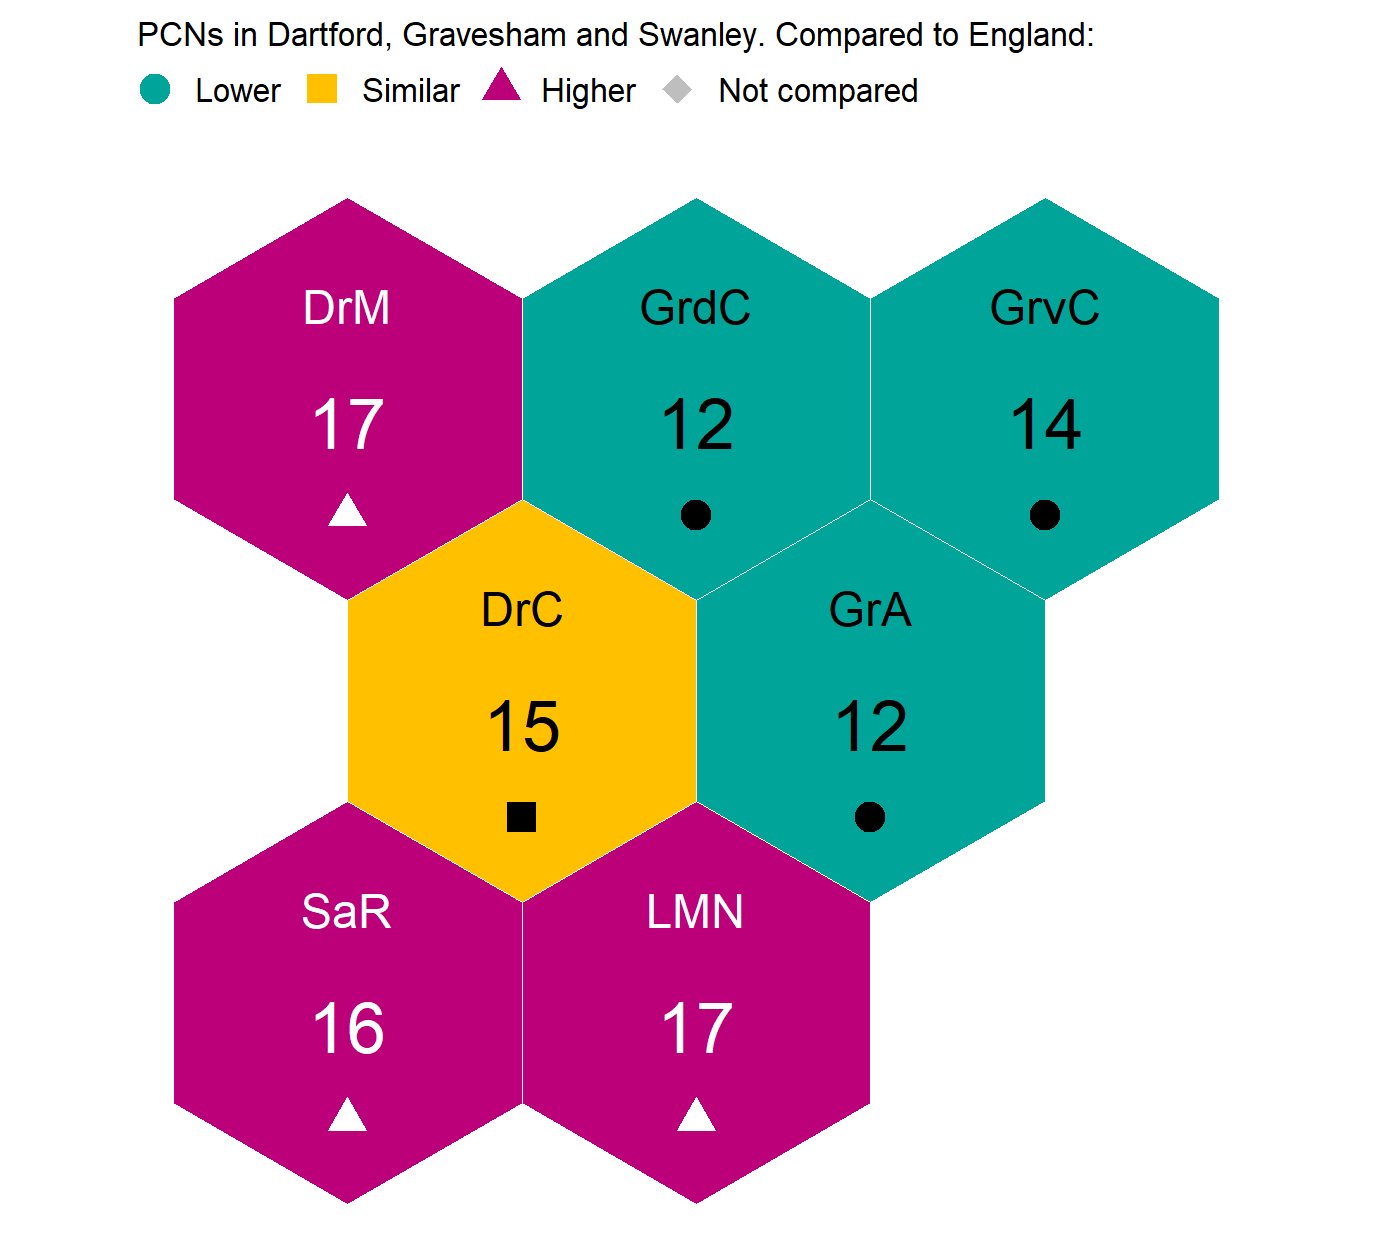 PCNs in Dartford, Gravesham and Swanley. Compared to England:
Lower Similar Higher Not compared
DrM GrdC GrvC
17 12 14
DrC GrA
15 12
SaR LMN
16 17